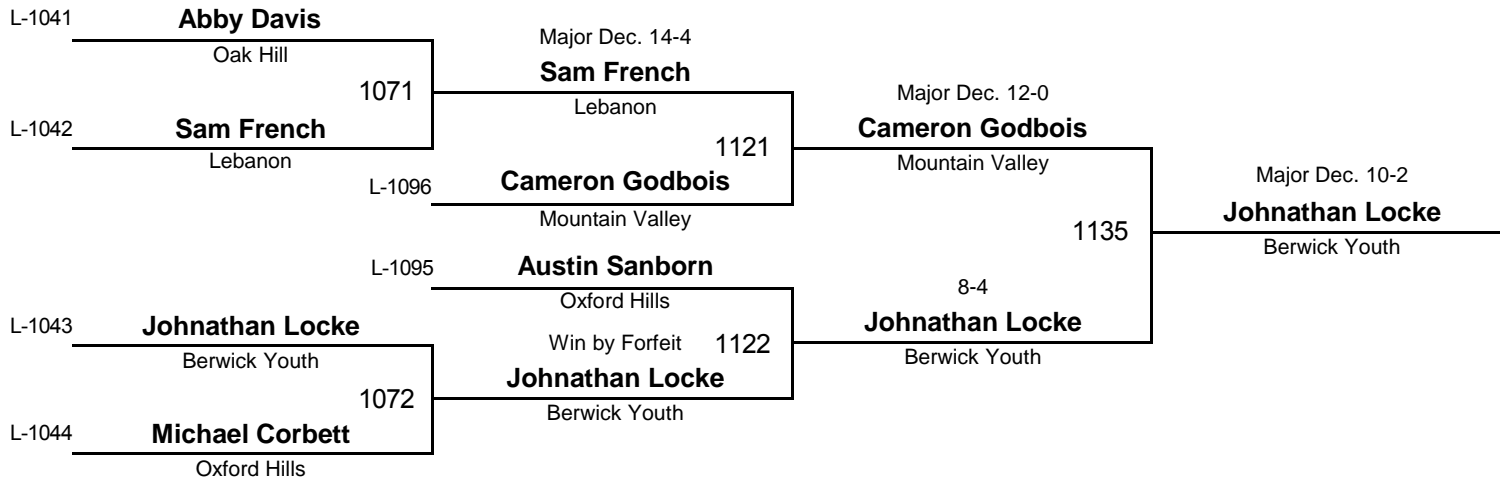 L-1041
Abby Davis
Oak Hill
1071
L-1042
Sam French
Lebanon
Major Dec. 14-4
Sam French
Lebanon
1121
L-1096
Cameron Godbois
Mountain Valley
Major Dec. 12-0
Cameron Godbois
Mountain Valley
1135
Major Dec. 10-2
Johnathan Locke
Berwick Youth
L-1095
Austin Sanborn
Oxford Hills
1122
8-4
Johnathan Locke
Berwick Youth
L-1043
Johnathan Locke
Berwick Youth
1072
Win by Forfeit
Johnathan Locke
Berwick Youth
L-1044
Michael Corbett
Oxford Hills